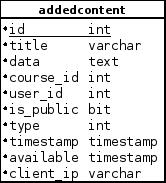 addedcontent
id int
title varchar
data text
course_id int
user_id int
is_public bit
type int
timestamp timestamp
available timestamp
client_ip varchar